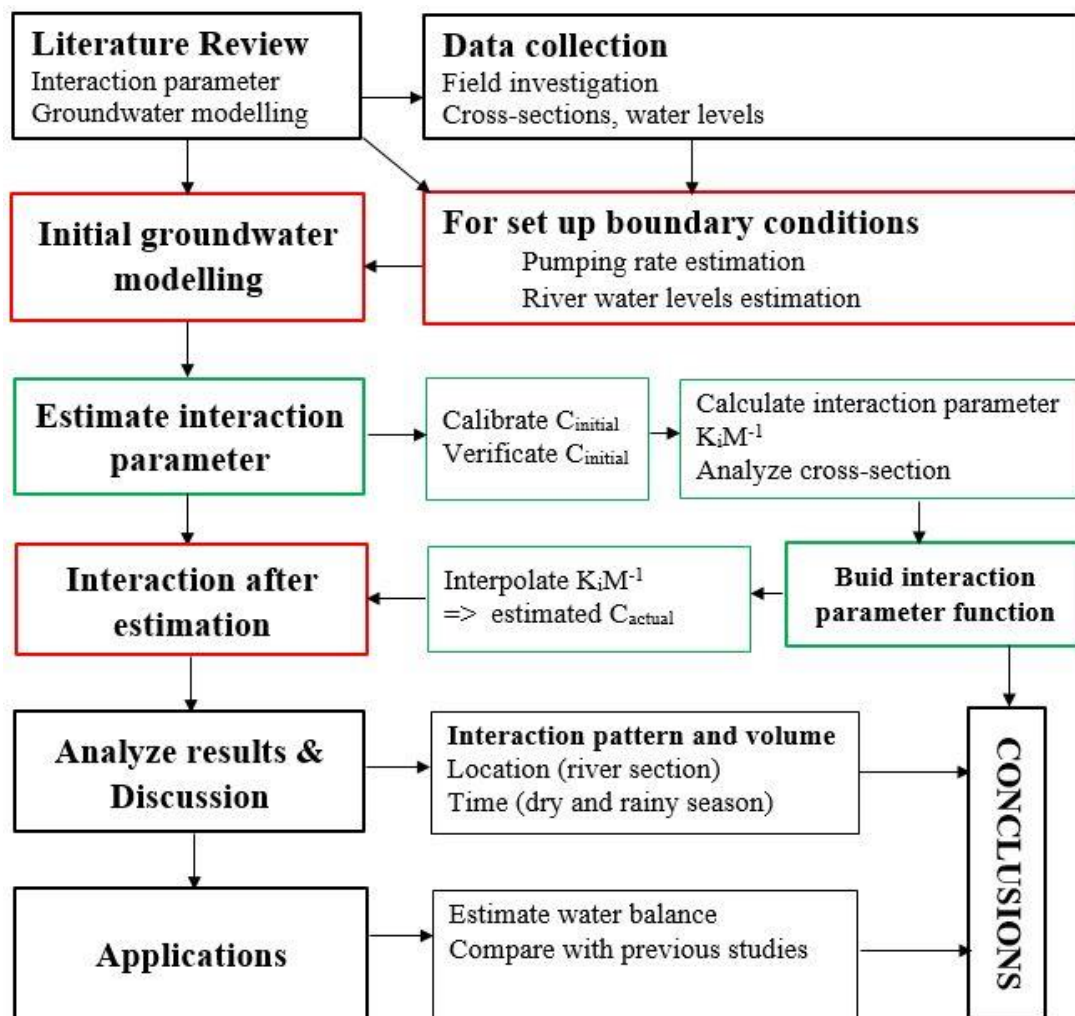 Literature Review
Interaction parameter
Groundwater modelling
Data collection
Field investigation
Cross-sections, water levels
Initial groundwater
modelling
For set up boundary conditions
Pumping rate estimation
River water levels estimation
Estimate interaction
parameter
Calibrate Cinitial
Verificate Cinitial
Calculate interaction parameter
KiM-1
Analyze cross-section
Interaction after
estimation
Interpolate KiM-1
=> estimated Cactual
Buid interaction
parameter function
Analyze results &
Discussion
Interaction pattern and volume
Location (river section)
Time (dry and rainy season)
CONCLUSIONS
Applications
Estimate water balance
Compare with previous studies